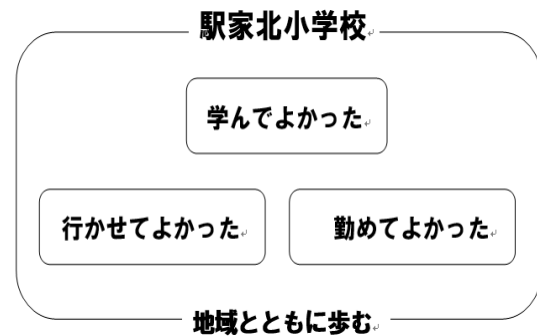 駅家北小学校
学んでよかった
行かせてよかった
勤めてよかった
地域とともに歩む